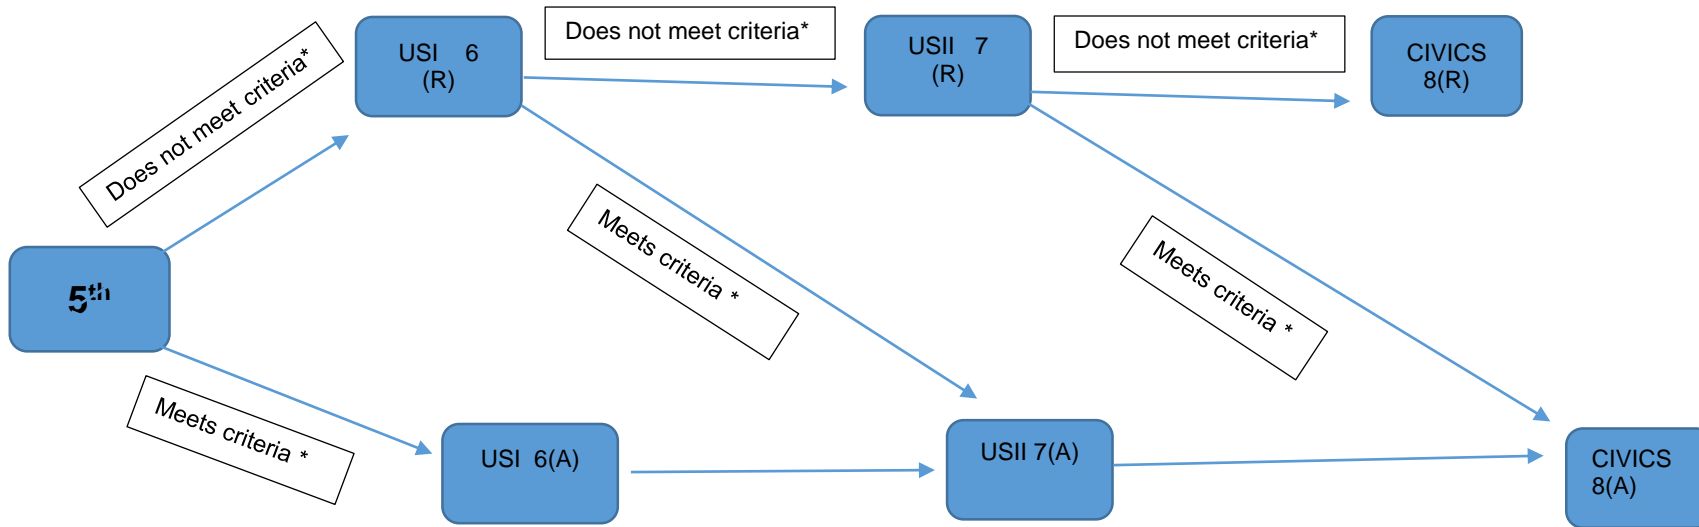 Does not meet criteria*
USI 6
(R)
Does not meet criteria*
USII 7
(R)
Does not meet criteria*
CIVICS
8(R)
5th
Meets criteria *
Meets criteria *
Meets criteria *
USI 6(A)
USII 7(A)
CIVICS
8(A)